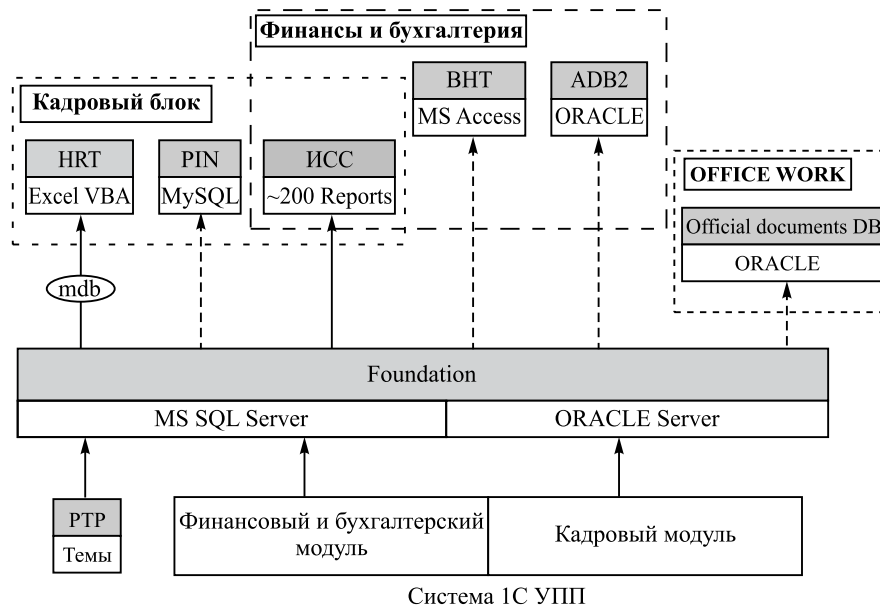 Финансы и бухгалтерия
BHT
MS Access
ADB2
ORACLE
Кадровый блок
HRT
Excel VBA
PIN
MySQL
ИСС
~200 Reports
OFFICE WORK
Official documents DB
ORACLE
mdb
Foundation
MS SQL Server
ORACLE Server
PTP
Темы
Финансовый и бухгалтерский
модуль
Кадровый модуль
Система 1С УПП